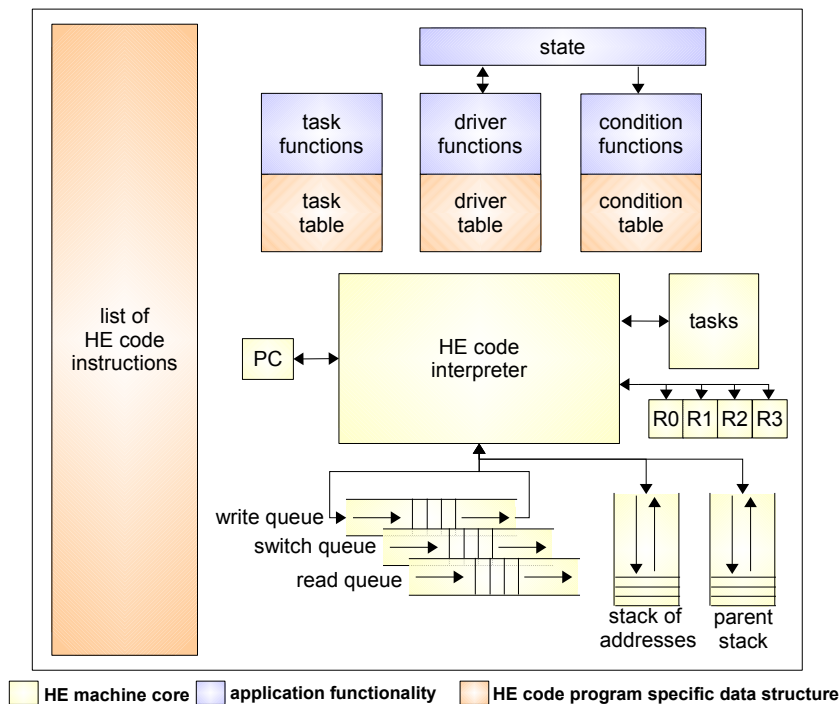 state
task
functions
driver
functions
condition
functions
task
table
driver
table
condition
table
list of
HE code
instructions
PC
HE code
interpreter
tasks
R0 R1 R2 R3
write queue
switch queue
read queue
stack of
addresses
parent
stack
HE machine core application functionality HE code program specific data structure